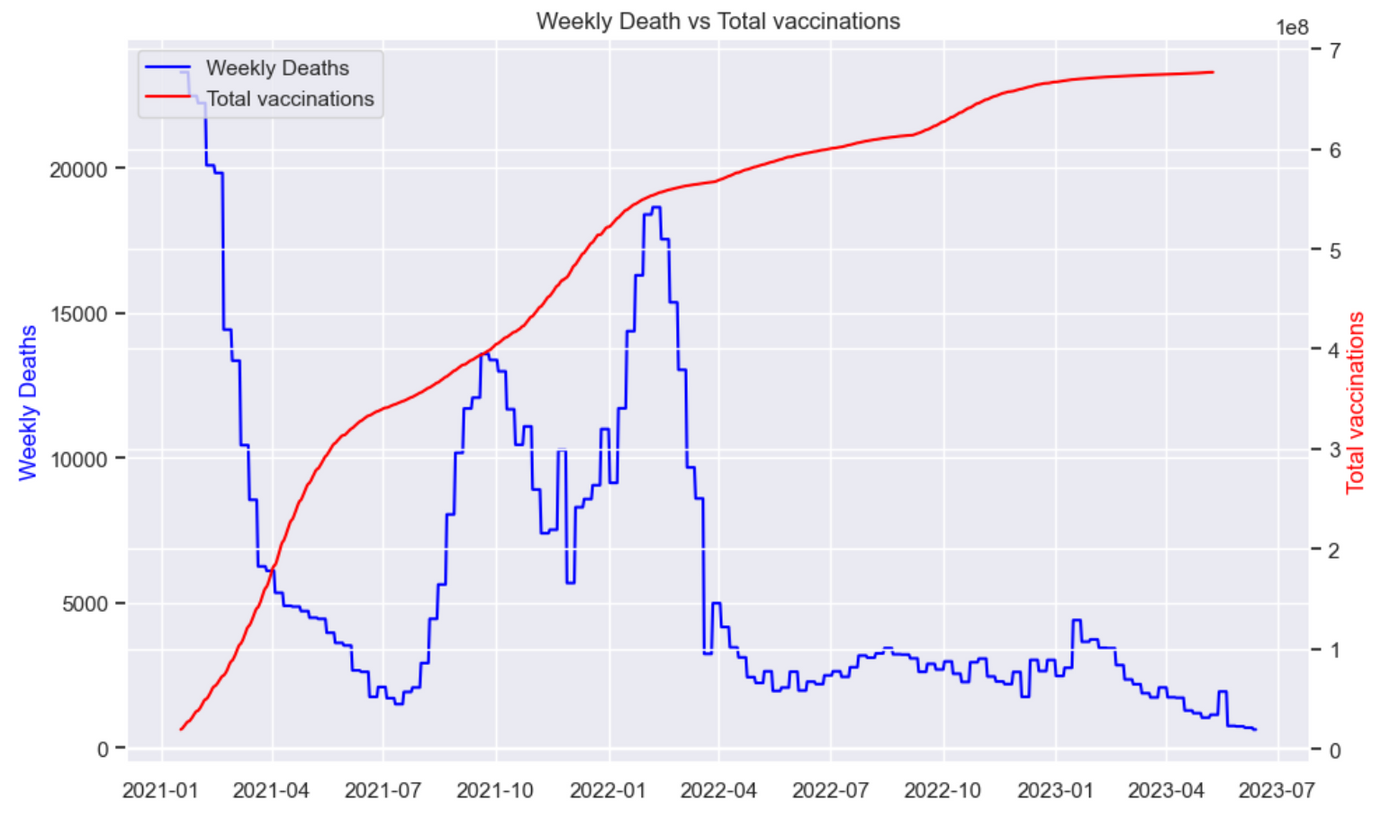 Weekly Death vs Total vaccinations
1e8
Weekly Deaths
Total vaccinations
20000
15000
10000
5000
0
Weekly Deaths
7
6
5
4
3
2
1
0
Total vaccinations
2021-01 2021-04 2021-07 2021-10 2022-01 2022-04 2022-07 2022-10 2023-01 2023-04 2023-07